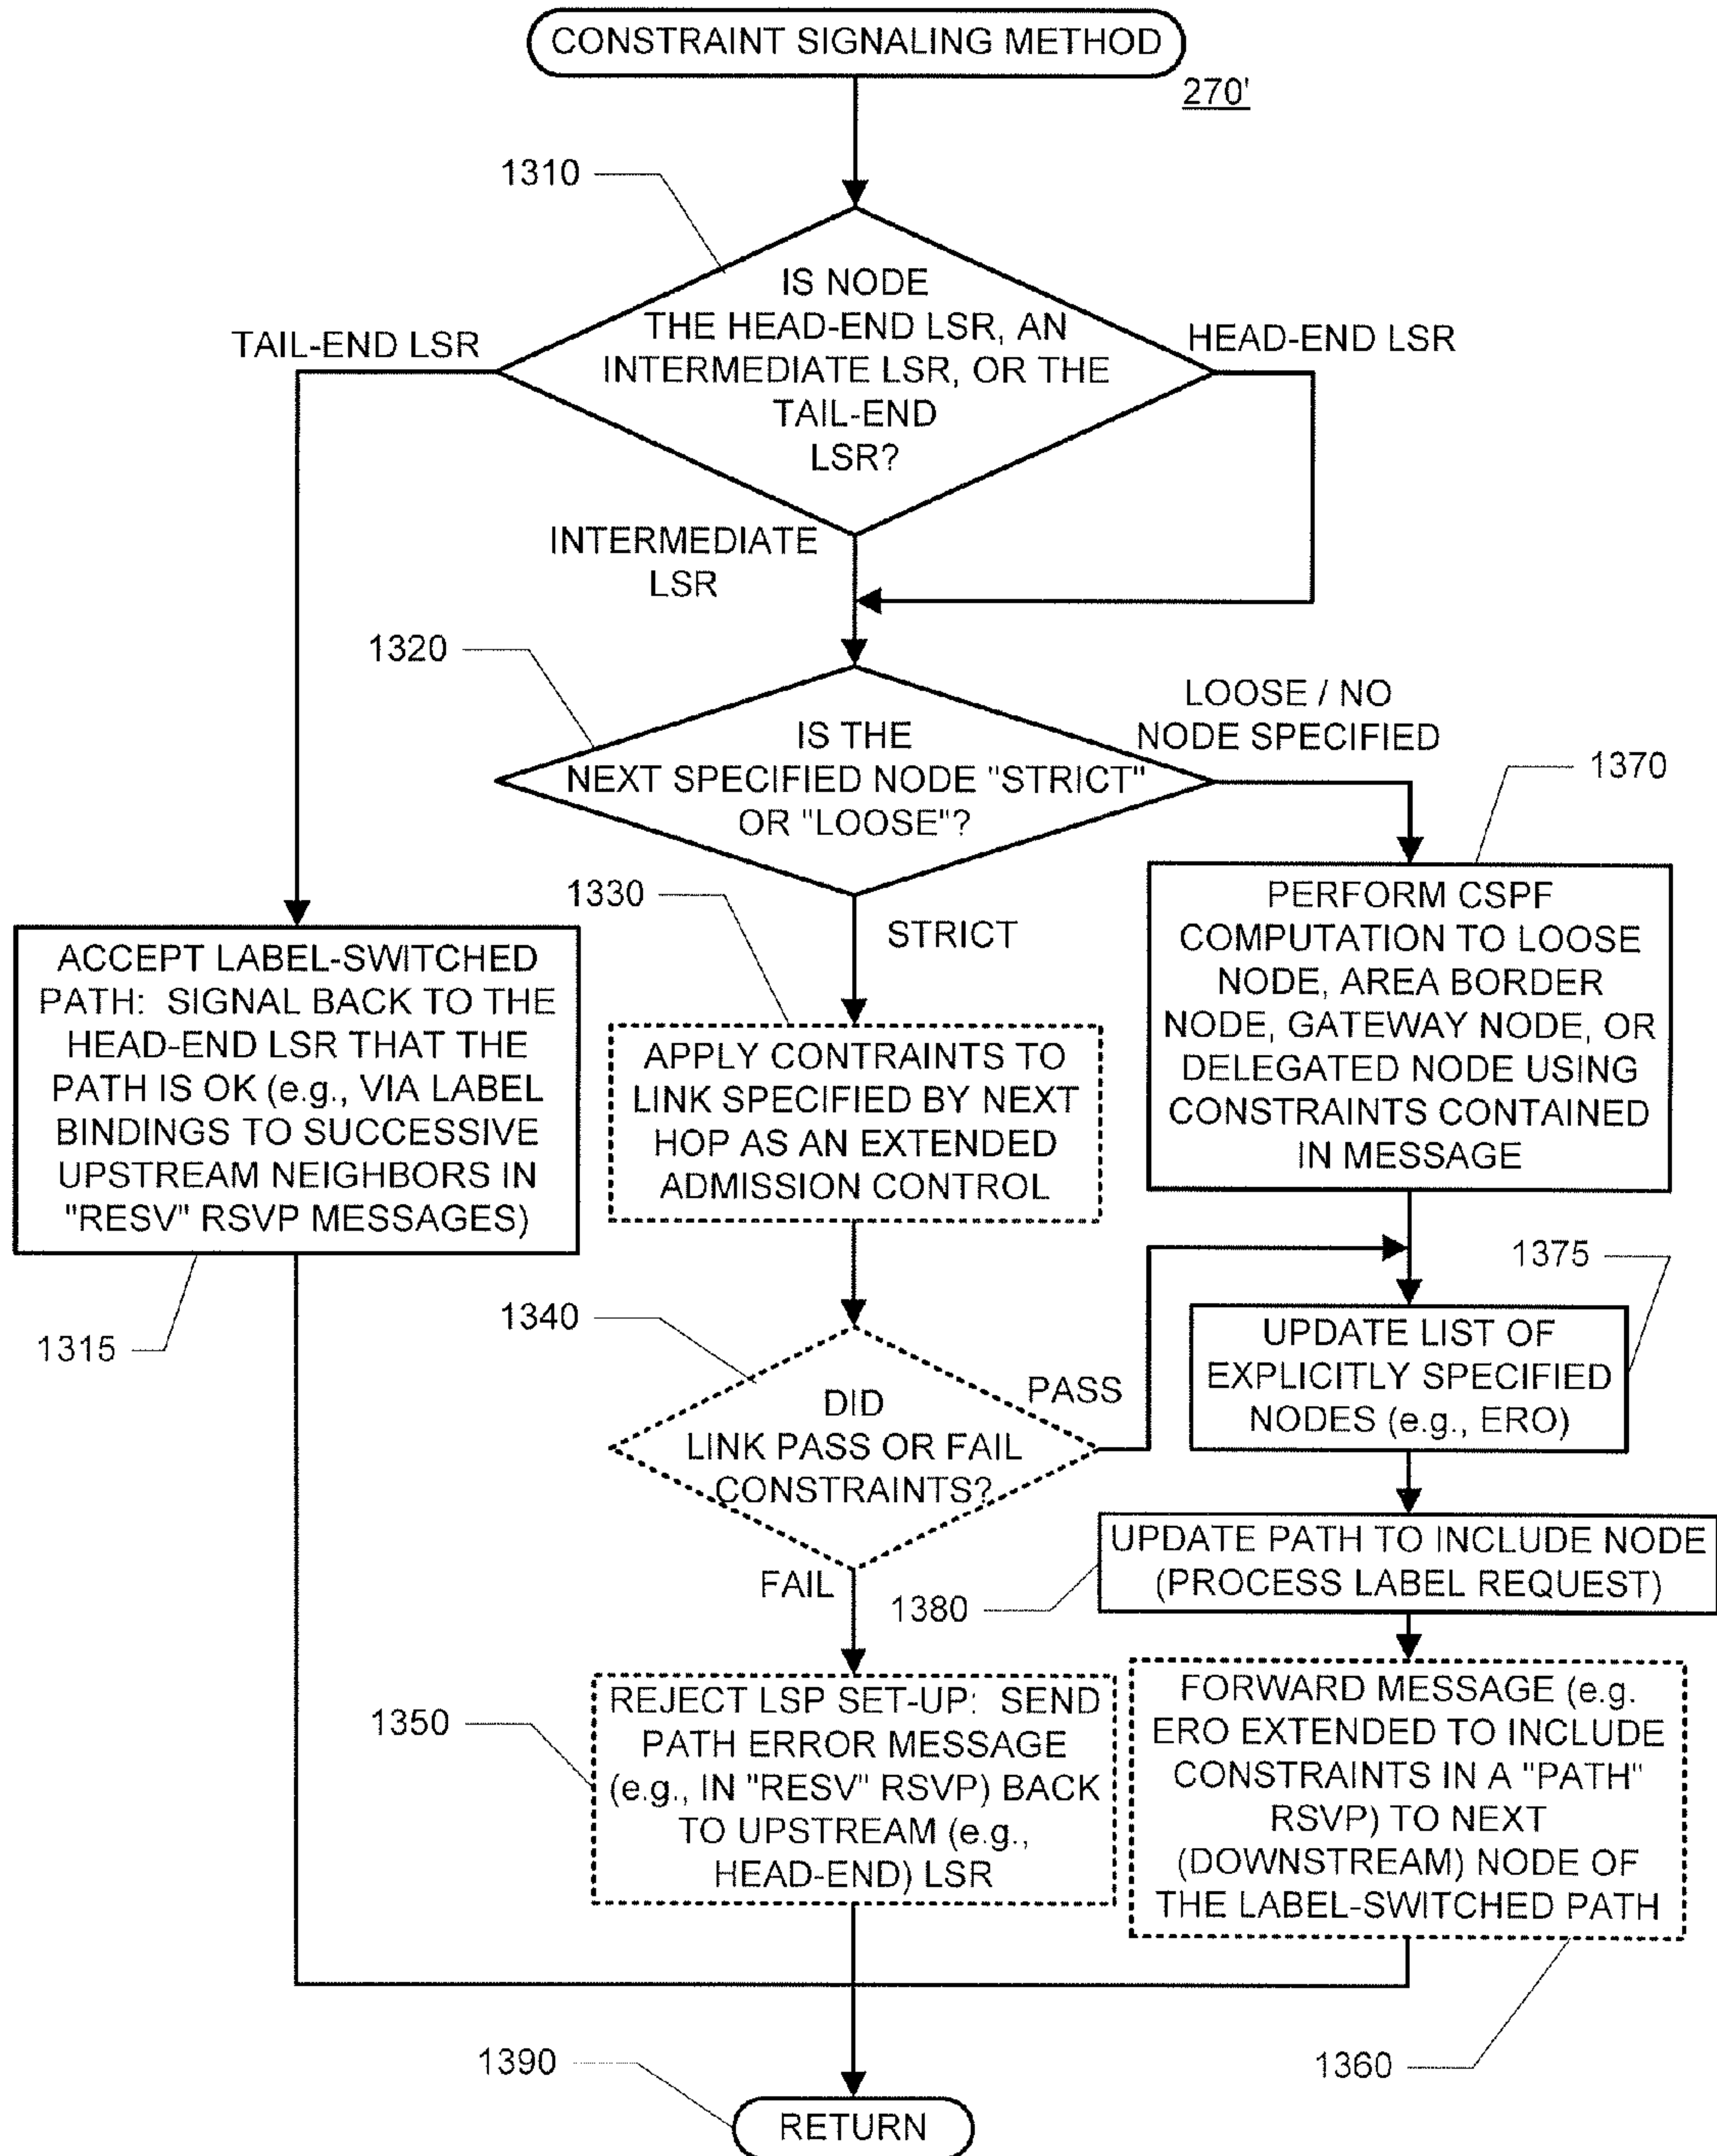 CONSTRAINT SIGNALING METHOD
270'
1310
IS NODE
THE HEAD-END LSR, AN
INTERMEDIATE LSR, OR THE
TAIL-END
LSR?
TAIL-END LSR
HEAD-END LSR
INTERMEDIATE
LSR
1320
IS THE
NEXT SPECIFIED NODE "STRICT"
OR "LOOSE"?
LOOSE / NO
NODE SPECIFIED
1370
1330
STRICT
ACCEPT LABEL-SWITCHED
PATH: SIGNAL BACK TO THE
HEAD-END LSR THAT THE
PATH IS OK (e.g., VIA LABEL
BINDINGS TO SUCCESSIVE
UPSTREAM NEIGHBORS IN
"RESV" RSVP MESSAGES)
1315
APPLY CONTRAINTS TO
LINK SPECIFIED BY NEXT
HOP AS AN EXTENDED
ADMISSION CONTROL
PERFORM CSPF
COMPUTATION TO LOOSE
NODE, AREA BORDER
NODE, GATEWAY NODE, OR
DELEGATED NODE USING
CONSTRAINTS CONTAINED
IN MESSAGE
1375
1340
DID
LINK PASS OR FAIL
CONSTRAINTS?
PASS
FAIL
UPDATE LIST OF
EXPLICITLY SPECIFIED
NODES (e.g., ERO)
UPDATE PATH TO INCLUDE NODE
(PROCESS LABEL REQUEST)
1380
1350
REJECT LSP SET-UP: SEND
PATH ERROR MESSAGE
(e.g., IN "RESV" RSVP) BACK
TO UPSTREAM (e.g.,
HEAD-END) LSR
FORWARD MESSAGE (e.g.
ERO EXTENDED TO INCLUDE
CONSTRAINTS IN A "PATH"
RSVP) TO NEXT
(DOWNSTREAM) NODE OF
THE LABEL-SWITCHED PATH
1360
1390
RETURN